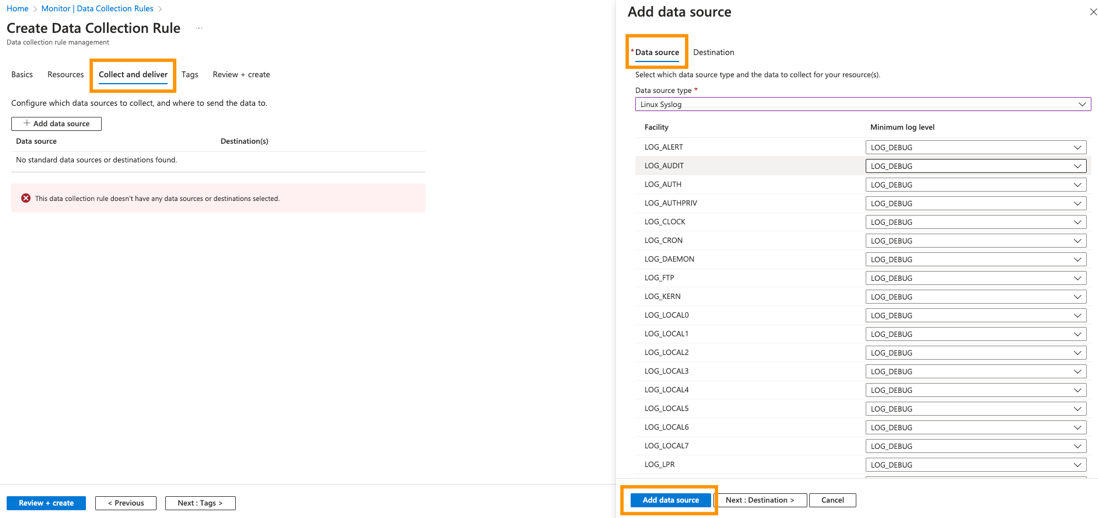 Home > Monitor | Data Collection Rules >
Create Data Collection Rule ...
Data collection rule management
Basics Resources Collect and deliver Tags Review + create
Configure which data sources to collect, and where to send the data to.
+ Add data source
Data source Destination(s)
No standard data sources or destinations found.
This data collection rule doesn't have any data sources or destinations selected.
Review + create < Previous Next : Tags >
Add data source
* Data source Destination
Select which data source type and the data to collect for your resource(s).
Data source type *
Linux Syslog
Facility Minimum log level
LOG_ALERT LOG_DEBUG
LOG_AUDIT LOG_DEBUG
LOG_AUTH LOG_DEBUG
LOG_AUTHPRIV LOG_DEBUG
LOG_CLOCK LOG_DEBUG
LOG_CRON LOG_DEBUG
LOG_DAEMON LOG_DEBUG
LOG_FTP LOG_DEBUG
LOG_KERN LOG_DEBUG
LOG_LOCAL0 LOG_DEBUG
LOG_LOCAL1 LOG_DEBUG
LOG_LOCAL2 LOG_DEBUG
LOG_LOCAL3 LOG_DEBUG
LOG_LOCAL4 LOG_DEBUG
LOG_LOCAL5 LOG_DEBUG
LOG_LOCAL6 LOG_DEBUG
LOG_LOCAL7 LOG_DEBUG
LOG_LPR LOG_DEBUG
Add data source Next : Destination > Cancel